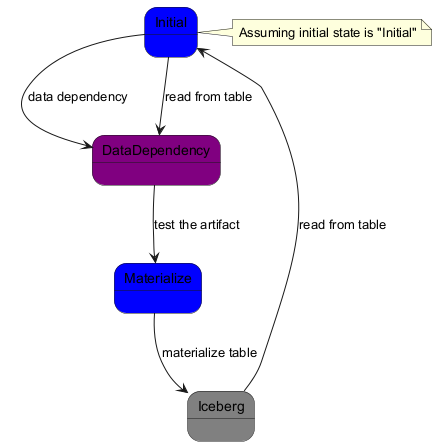 Initial
Assuming initial state is "Initial"
data dependency
read from table
DataDependency
test the artifact
read from table
Materialize
materialize table
Iceberg